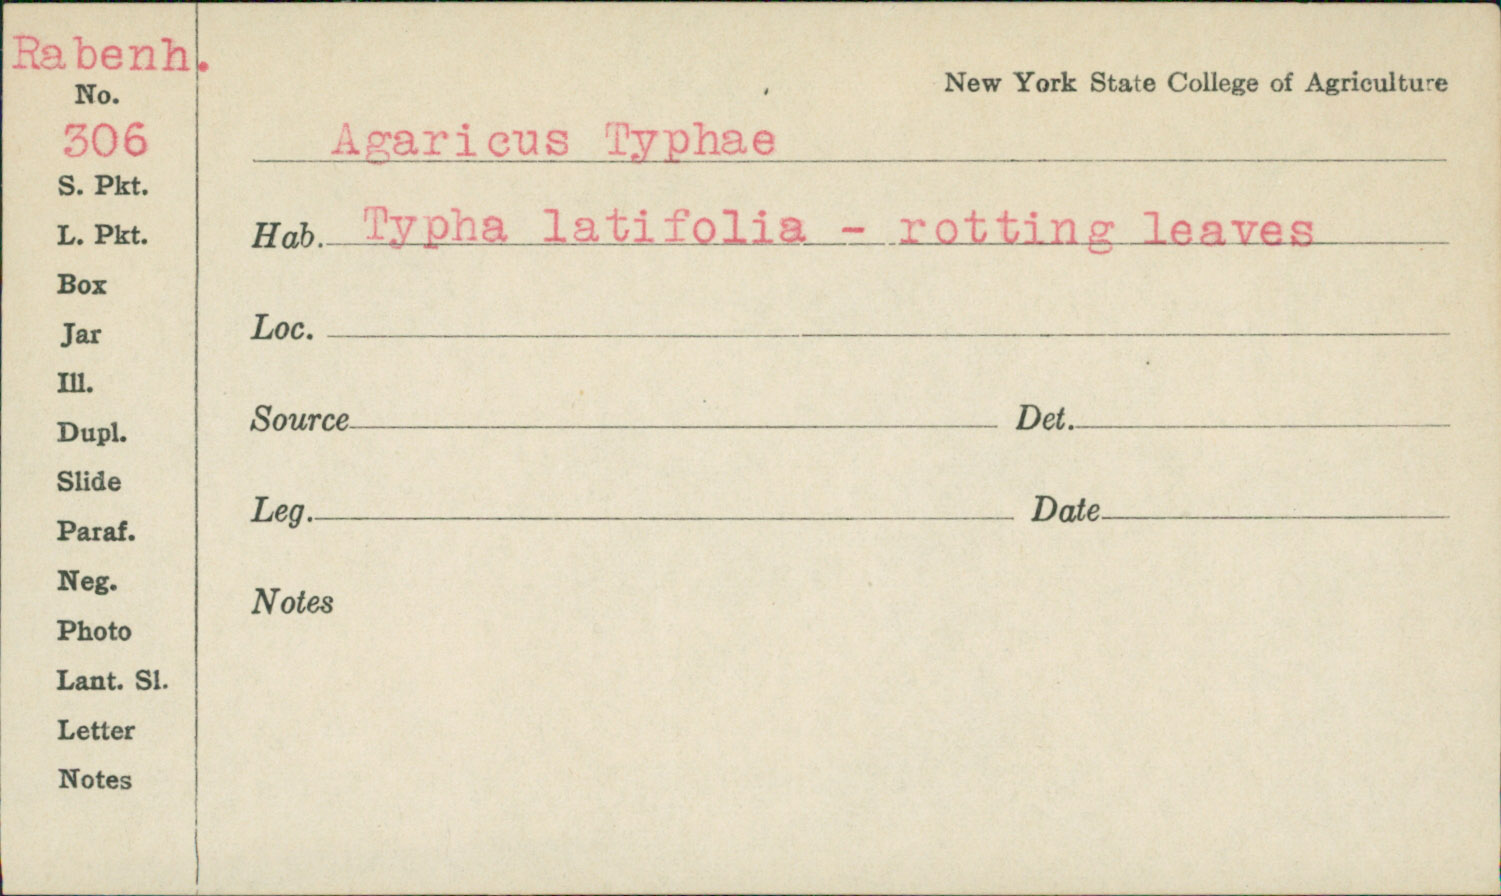 Rabenh.
No.
306
S. Pkt.
L. Pkt.
Box
Jar
Ill.
Dupl.
Slide
Paraf.
Neg.
Photo
Lant. Sl.
Letter
Notes
New York State College of Agriculture
Agaricus Typhae
Hab. Typha latifolia - rotting leaves
Loc.
Source Det.
Leg. Date
Notes